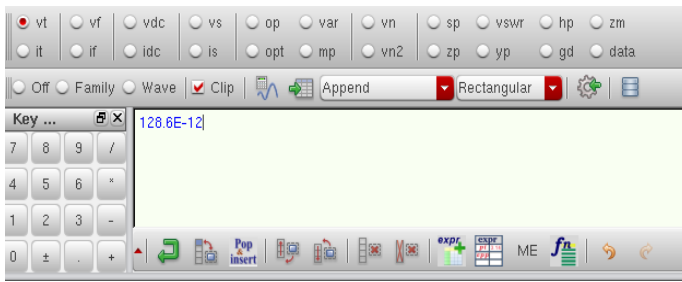 vt vf vdc vs op var vn sp vswr hp zm
it if idc is opt mp vn2 zp yp gd data
Off Family Wave Clip Append Rectangular
Key ...
128.6E-12
7 8 9 /
4 5 6 *
1 2 3 -
0 ± . +
Pop & insert expr expr ME fn